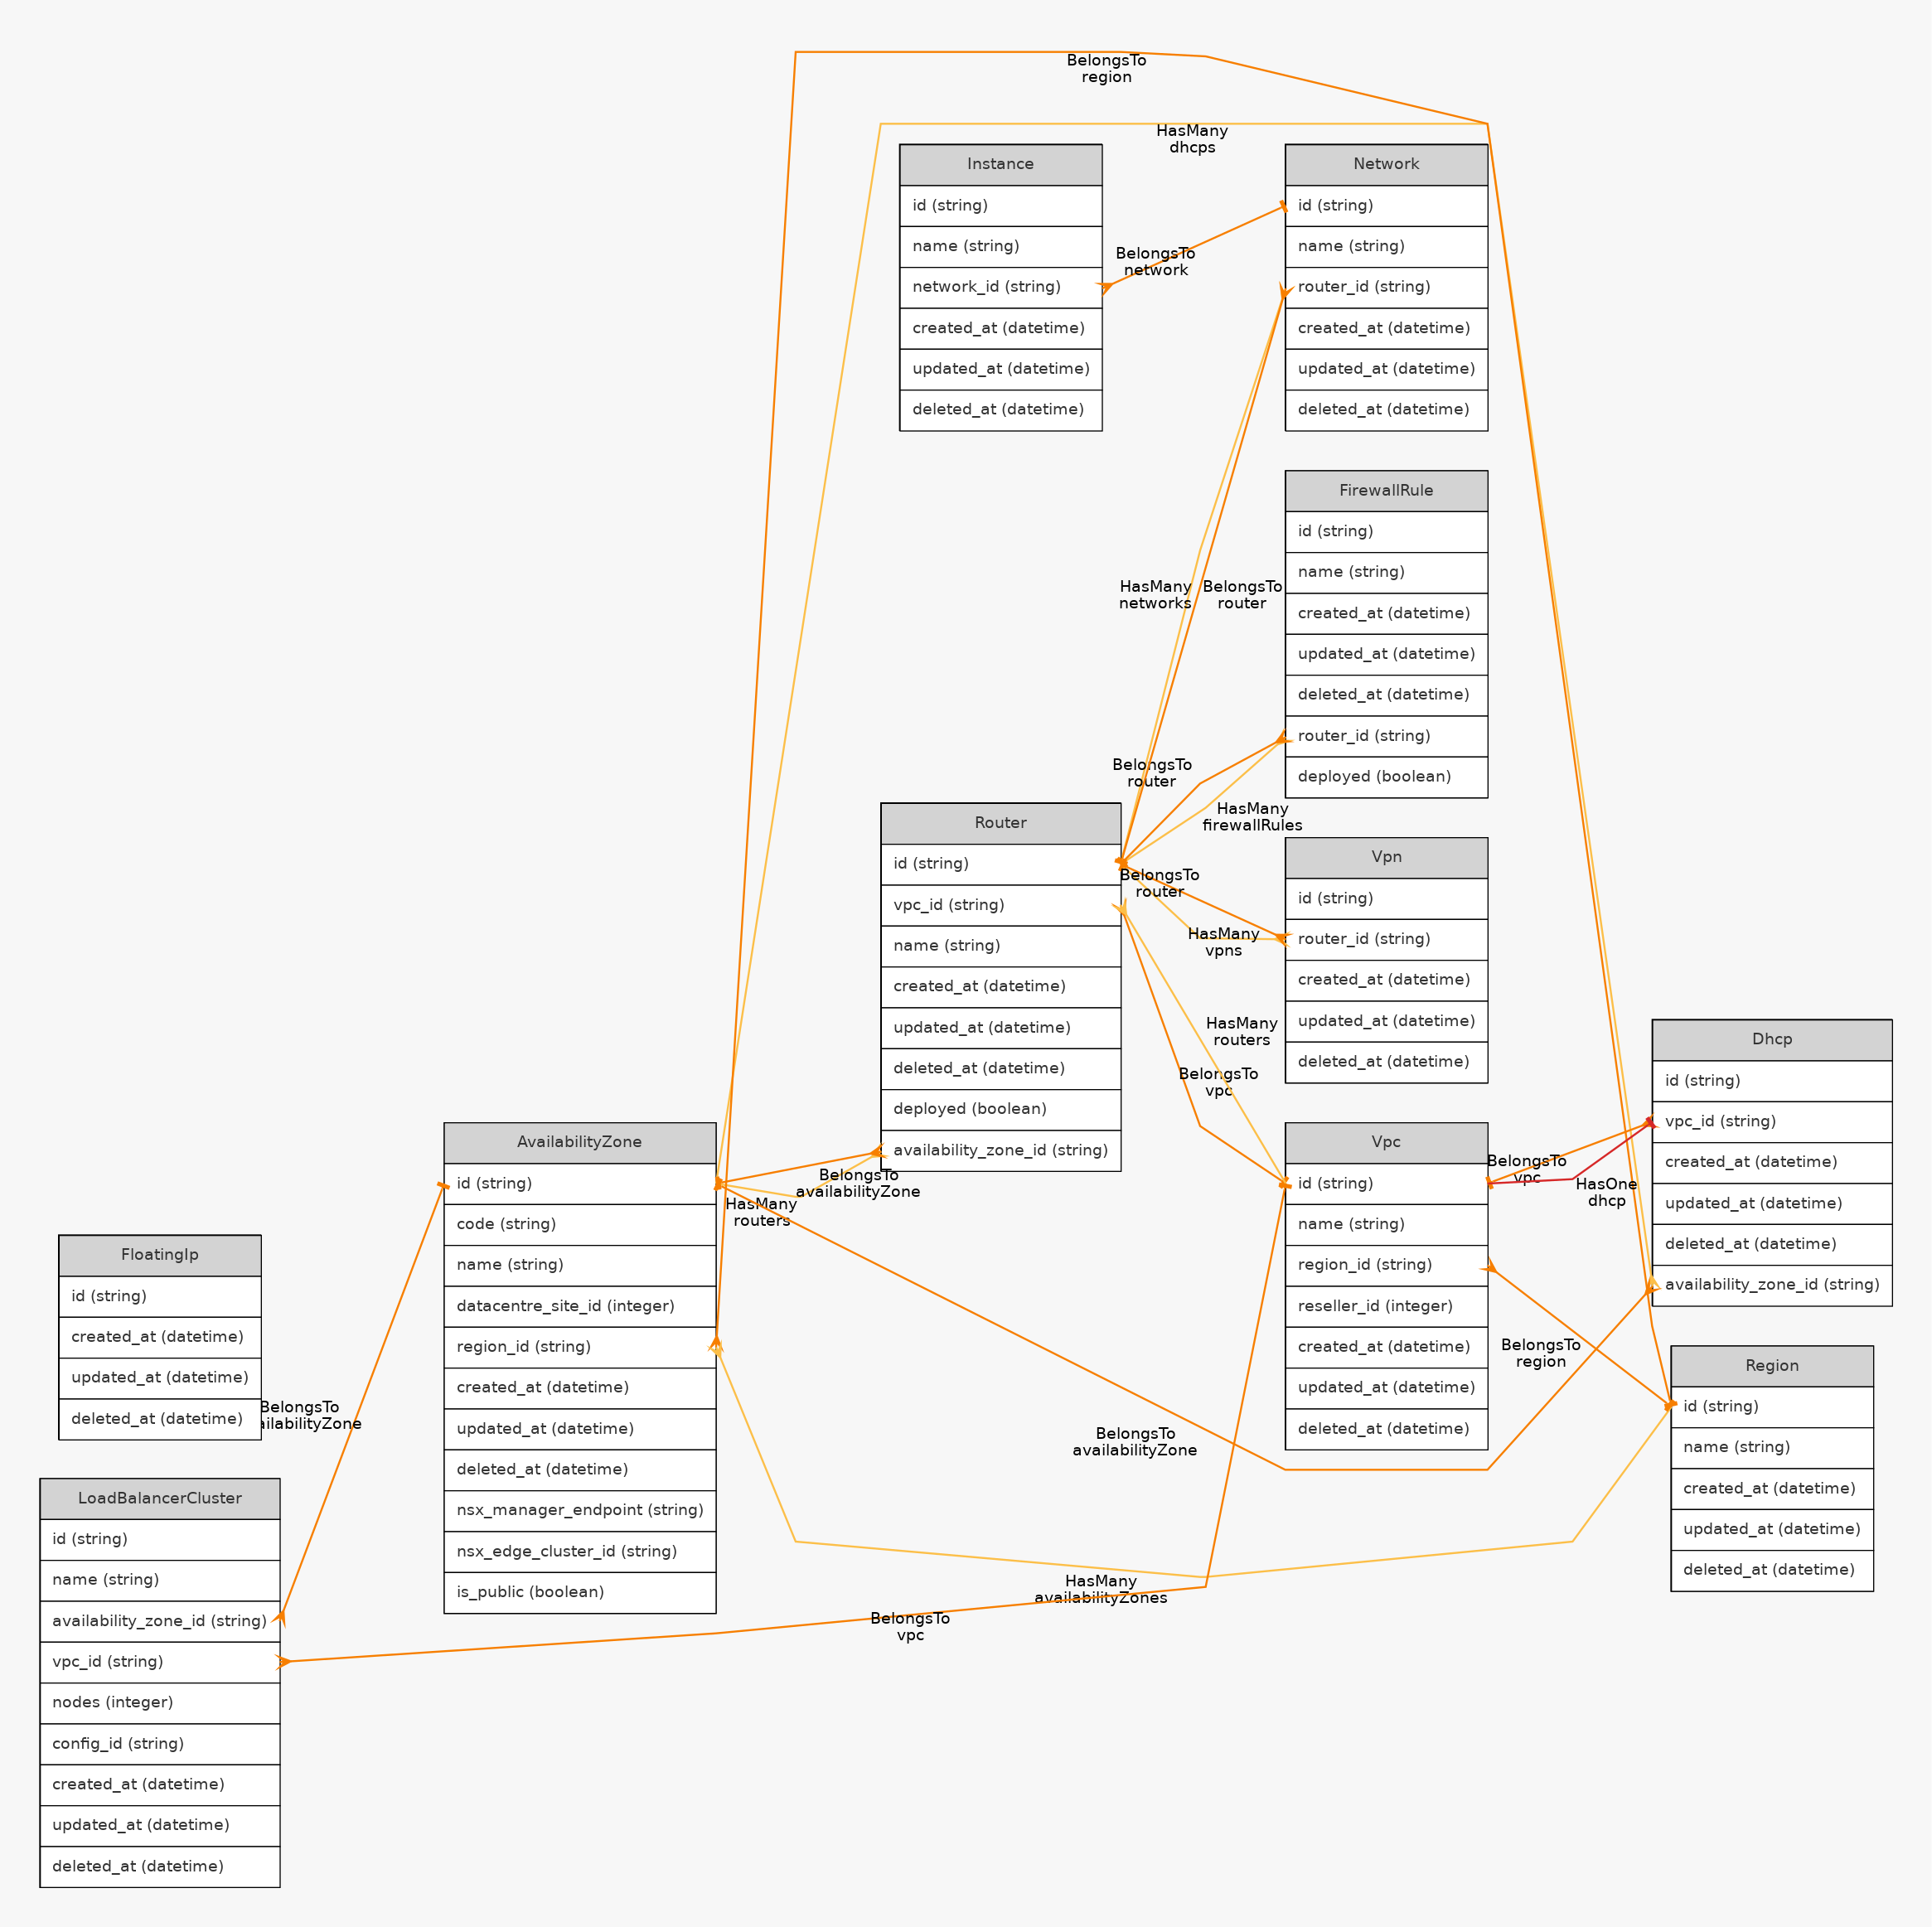 BelongsTo
region
HasMany
dhcps
Instance
id (string)
name (string)
network_id (string)
created_at (datetime)
updated_at (datetime)
deleted_at (datetime)
BelongsTo
network
Network
id (string)
name (string)
router_id (string)
created_at (datetime)
updated_at (datetime)
deleted_at (datetime)
HasMany
networks
BelongsTo
router
FirewallRule
id (string)
name (string)
created_at (datetime)
updated_at (datetime)
deleted_at (datetime)
router_id (string)
deployed (boolean)
BelongsTo
router
HasMany
firewallRules
Router
id (string)
vpc_id (string)
name (string)
created_at (datetime)
updated_at (datetime)
deleted_at (datetime)
deployed (boolean)
availability_zone_id (string)
BelongsTo
router
HasMany
vpns
Vpn
id (string)
router_id (string)
created_at (datetime)
updated_at (datetime)
deleted_at (datetime)
HasMany
routers
BelongsTo
vpc
Dhcp
id (string)
vpc_id (string)
created_at (datetime)
updated_at (datetime)
deleted_at (datetime)
availability_zone_id (string)
AvailabilityZone
id (string)
code (string)
name (string)
datacentre_site_id (integer)
region_id (string)
created_at (datetime)
updated_at (datetime)
deleted_at (datetime)
nsx_manager_endpoint (string)
nsx_edge_cluster_id (string)
is_public (boolean)
BelongsTo
availabilityZone
HasMany
routers
Vpc
id (string)
name (string)
region_id (string)
reseller_id (integer)
created_at (datetime)
updated_at (datetime)
deleted_at (datetime)
BelongsTo
vpc
HasOne
dhcp
BelongsTo
region
Region
id (string)
name (string)
created_at (datetime)
updated_at (datetime)
deleted_at (datetime)
FloatingIp
id (string)
created_at (datetime)
updated_at (datetime)
deleted_at (datetime)
BelongsTo
ailabilityZone
BelongsTo
availabilityZone
LoadBalancerCluster
id (string)
name (string)
availability_zone_id (string)
vpc_id (string)
nodes (integer)
config_id (string)
created_at (datetime)
updated_at (datetime)
deleted_at (datetime)
HasMany
availabilityZones
BelongsTo
vpc